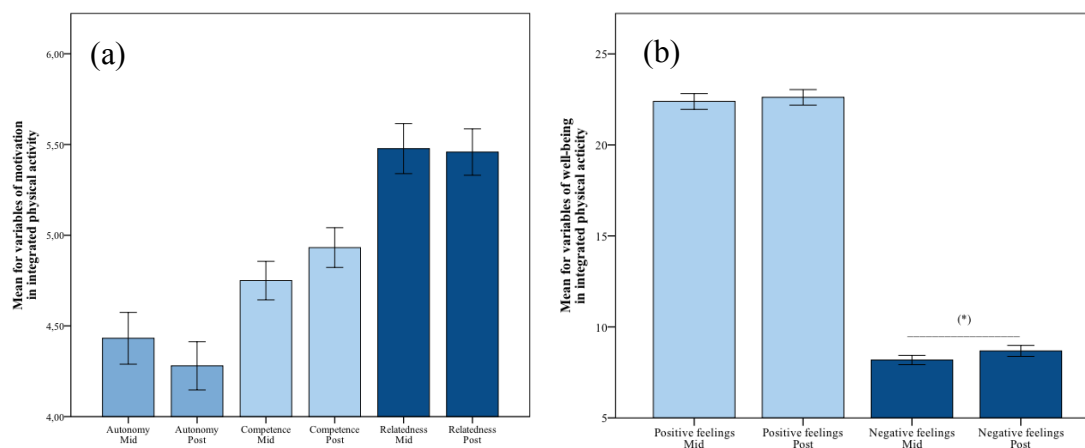 (a)
Mean for variables of motivation
in integrated physical activity
6,00
5,50
5,00
4,50
4,00
Autonomy
Mid
Autonomy
Post
Competence
Mid
Competence
Post
Relatedness
Mid
Relatedness
Post
(b)
Mean for variables of well-being
in integrated physical acticity
25
20
15
10
5
(*)
Positive feelings
Mid
Positive feelings
Post
Negative feelings
Mid
Negative feelings
Post